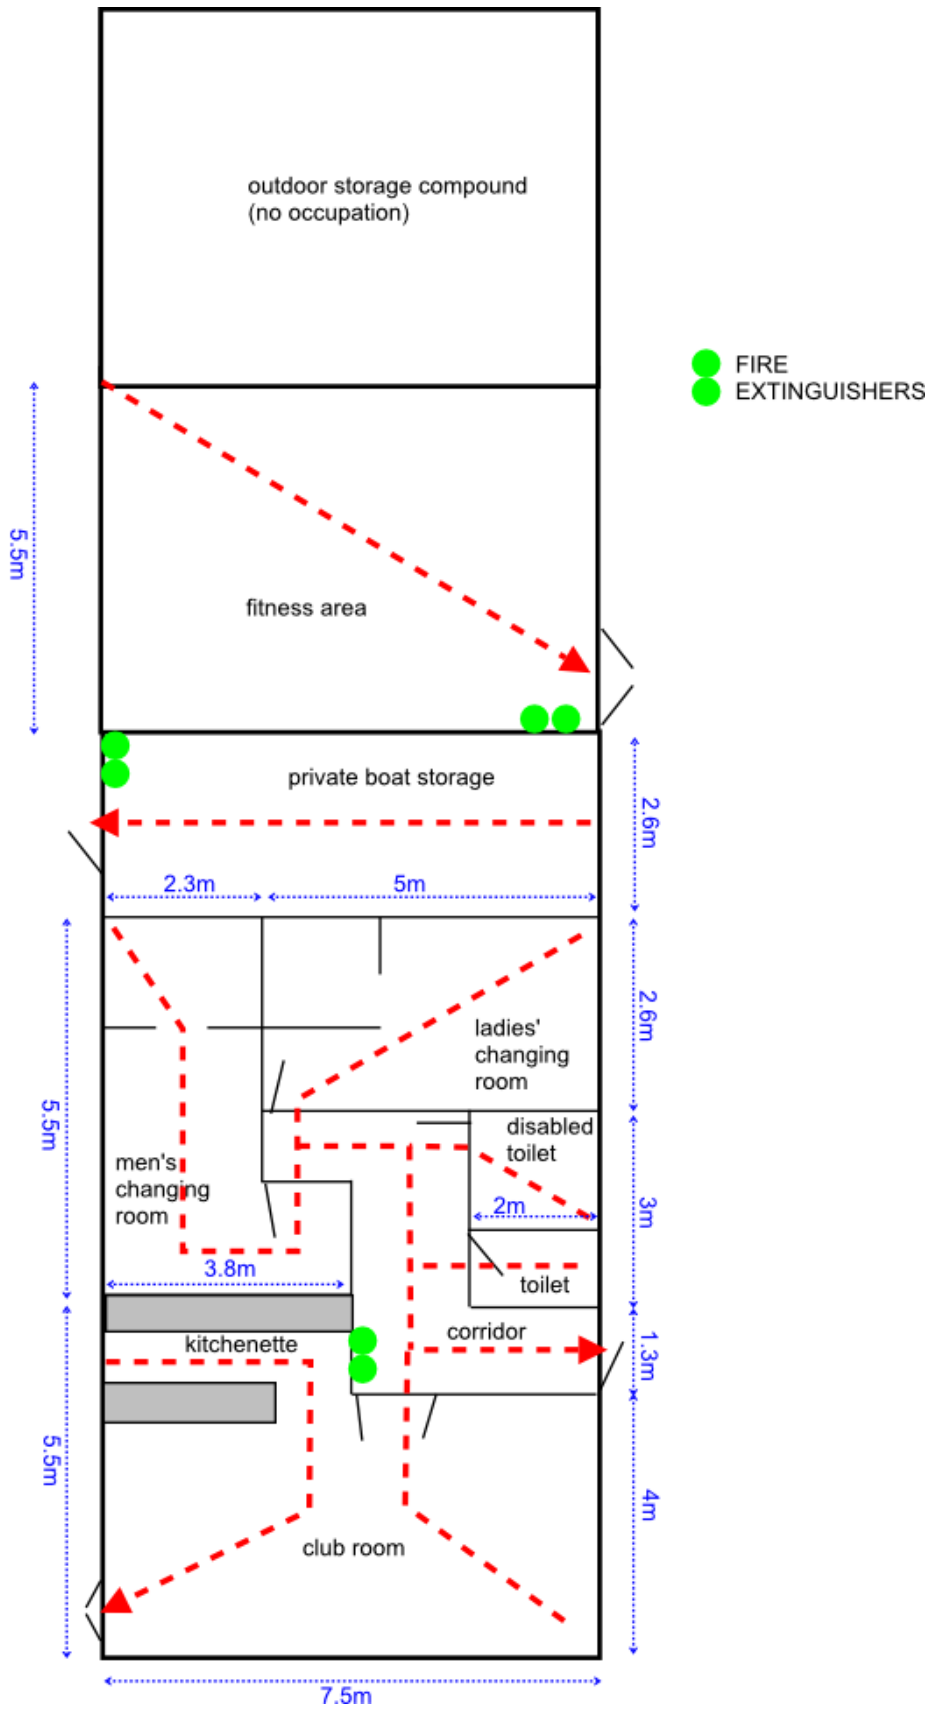 outdoor storage compound
(no occupation)
FIRE
EXTINGUISHERS
5.5m
fitness area
private boat storage
2.6m
2.3m
5m
ladies'
changing
room
2.6m
disabled
toilet
5.5m
men's
changing
room
2m
3m
3.8m
toilet
corridor
kitchenette
1.3m
5.5m
4m
club room
7.5m